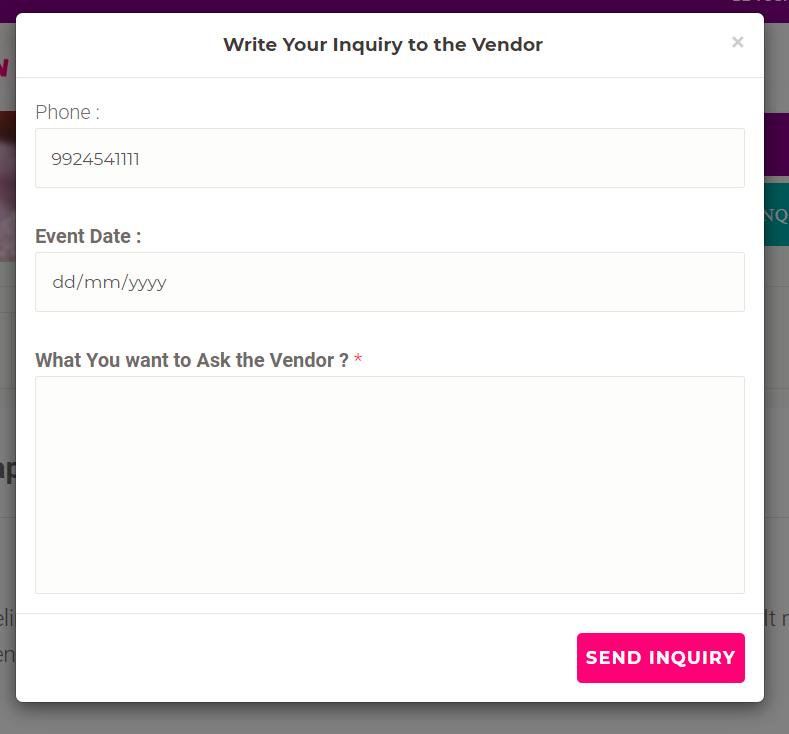 Write Your Inquiry to the Vendor
×
Phone :
9924541111
Event Date :
dd/mm/yyyy
What You want to Ask the Vendor ? *
SEND INQUIRY